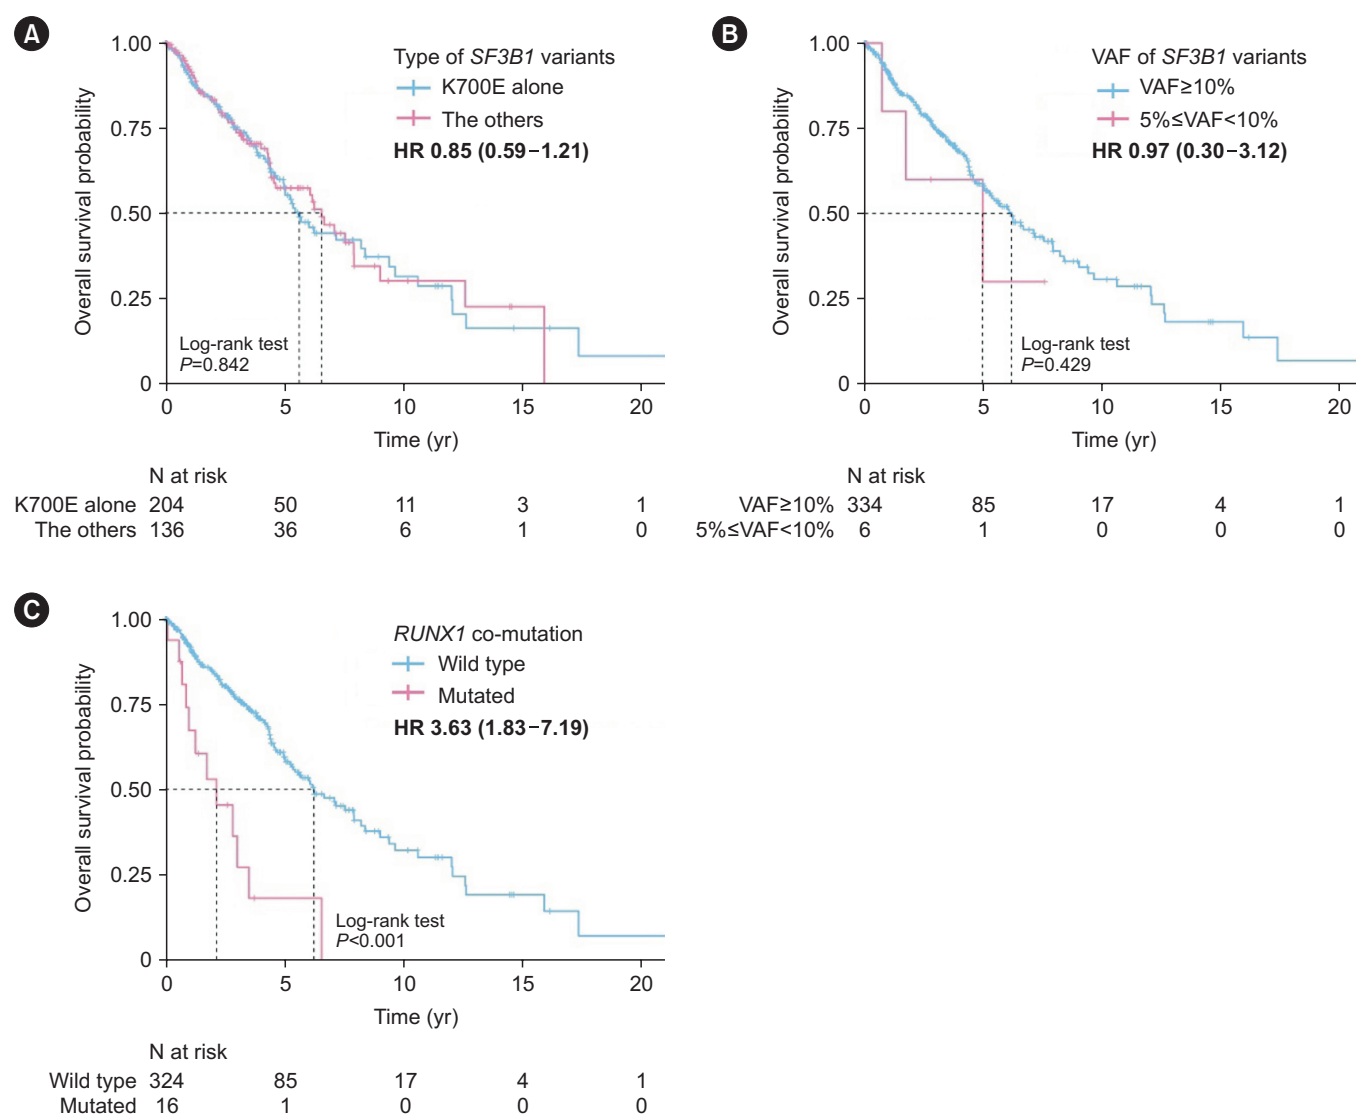 A
Type of SF3B1 variants
K700E alone
The others
HR 0.85 (0.59–1.21)
Overall survival probability
1.00
0.75
0.50
0.25
0
Log-rank test
P=0.842
0 5 10 15 20
Time (yr)
N at risk
K700E alone 204 50 11 3 1
The others 136 36 6 1 0
B
VAF of SF3B1 variants
VAF≥10%
5%≤VAF<10%
HR 0.97 (0.30–3.12)
Overall survival probability
1.00
0.75
0.50
0.25
0
Log-rank test
P=0.429
0 5 10 15 20
Time (yr)
N at risk
VAF≥10% 334 85 17 4 1
5%≤VAF<10% 6 1 0 0 0
C
RUNX1 co-mutation
Wild type
Mutated
HR 3.63 (1.83–7.19)
Overall survival probability
1.00
0.75
0.50
0.25
0
Log-rank test
P<0.001
0 5 10 15 20
Time (yr)
N at risk
Wild type 324 85 17 4 1
Mutated 16 1 0 0 0